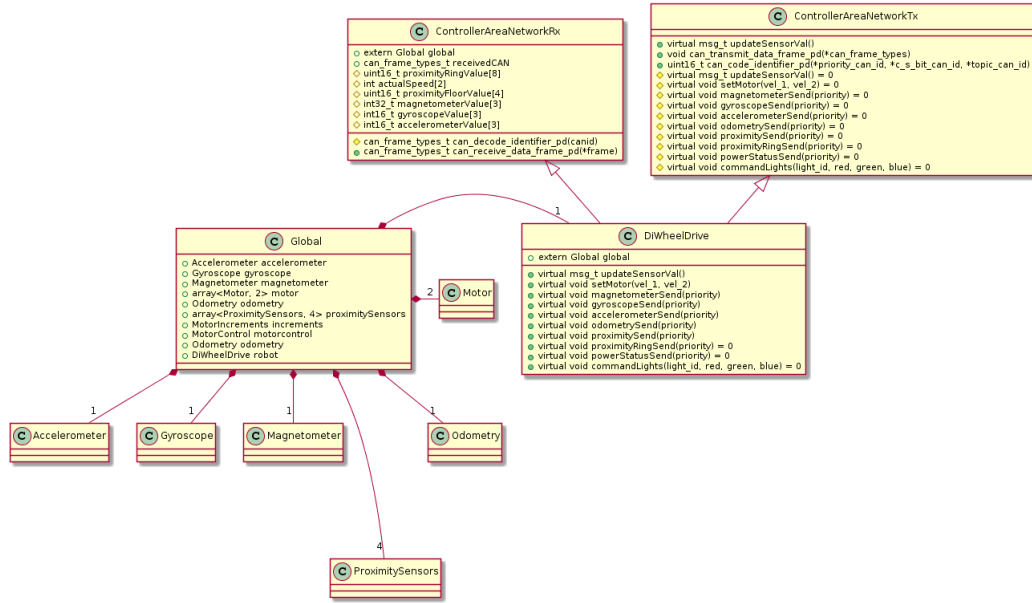 C ControllerAreaNetworkRx
extern Global global
can_frame_types_t receivedCAN
uint16_t proximityRingValue[8]
int actualSpeed[2]
uint16_t proximityFloorValue[4]
int32_t magnetometerValue[3]
int16_t gyroscopeValue[3]
int16_t accelerometerValue[3]
can_frame_types_t can_decode_identifier_pd(canid)
can_frame_types_t can_receive_data_frame_pd(*frame)
C ControllerAreaNetworkTx
virtual msg_t updateSensorVal()
void can_transmit_data_frame_pd(*can_frame_types)
uint16_t can_code_identifier_pd(*priority_can_id, *c_s_bit_can_id, *topic_can_id)
virtual msg_t updateSensorVal() = 0
virtual void setMotor(vel_1, vel_2) = 0
virtual void magnetometerSend(priority) = 0
virtual void gyroscopeSend(priority) = 0
virtual void accelerometerSend(priority) = 0
virtual void odometrySend(priority) = 0
virtual void proximitySend(priority) = 0
virtual void proximityRingSend(priority) = 0
virtual void powerStatusSend(priority) = 0
virtual void commandLights(light_id, red, green, blue) = 0
1
C Global
Accelerometer accelerometer
Gyroscope gyroscope
Magnetometer magnetometer
array<Motor, 2> motor
Odometry odometry
array<ProximitySensors, 4> proximitySensors
MotorIncrements increments
MotorControl motorcontrol
Odometry odometry
DiWheelDrive robot
2
C Motor
C DiWheelDrive
extern Global global
virtual msg_t updateSensorVal()
virtual void setMotor(vel_1, vel_2)
virtual void magnetometerSend(priority)
virtual void gyroscopeSend(priority)
virtual void accelerometerSend(priority)
virtual void odometrySend(priority)
virtual void proximitySend(priority)
virtual void proximityRingSend(priority) = 0
virtual void powerStatusSend(priority) = 0
virtual void commandLights(light_id, red, green, blue) = 0
1
1
1
1
C Accelerometer
C Gyroscope
C Magnetometer
C Odometry
4
C ProximitySensors